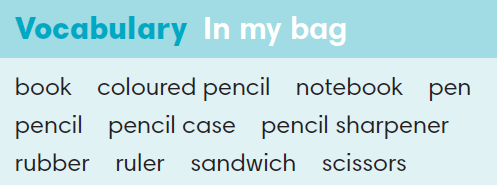 Vocabulary In my bag
book coloured pencil notebook pen
pencil pencil case pencil sharpener
rubber ruler sandwich scissors